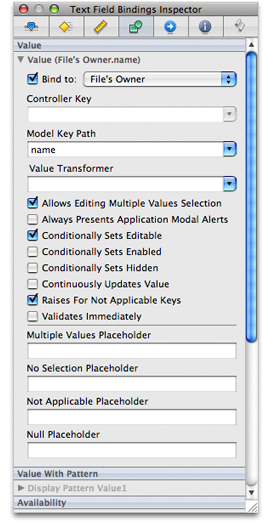 Text Field Bindings Inspector
Value
Value (File's Owner.name)
Bind to: File's Owner
Controller Key
Model Key Path
name
Value Transformer
Allows Editing Multiple Values Selection
Always Presents Application Modal Alerts
Conditionally Sets Editable
Conditionally Sets Enabled
Conditionally Sets Hidden
Continuously Updates Value
Raises For Not Applicable Keys
Validates Immediately
Multiple Values Placeholder
No Selection Placeholder
Not Applicable Placeholder
Null Placeholder
Value With Pattern
Display Pattern Value1
Availability